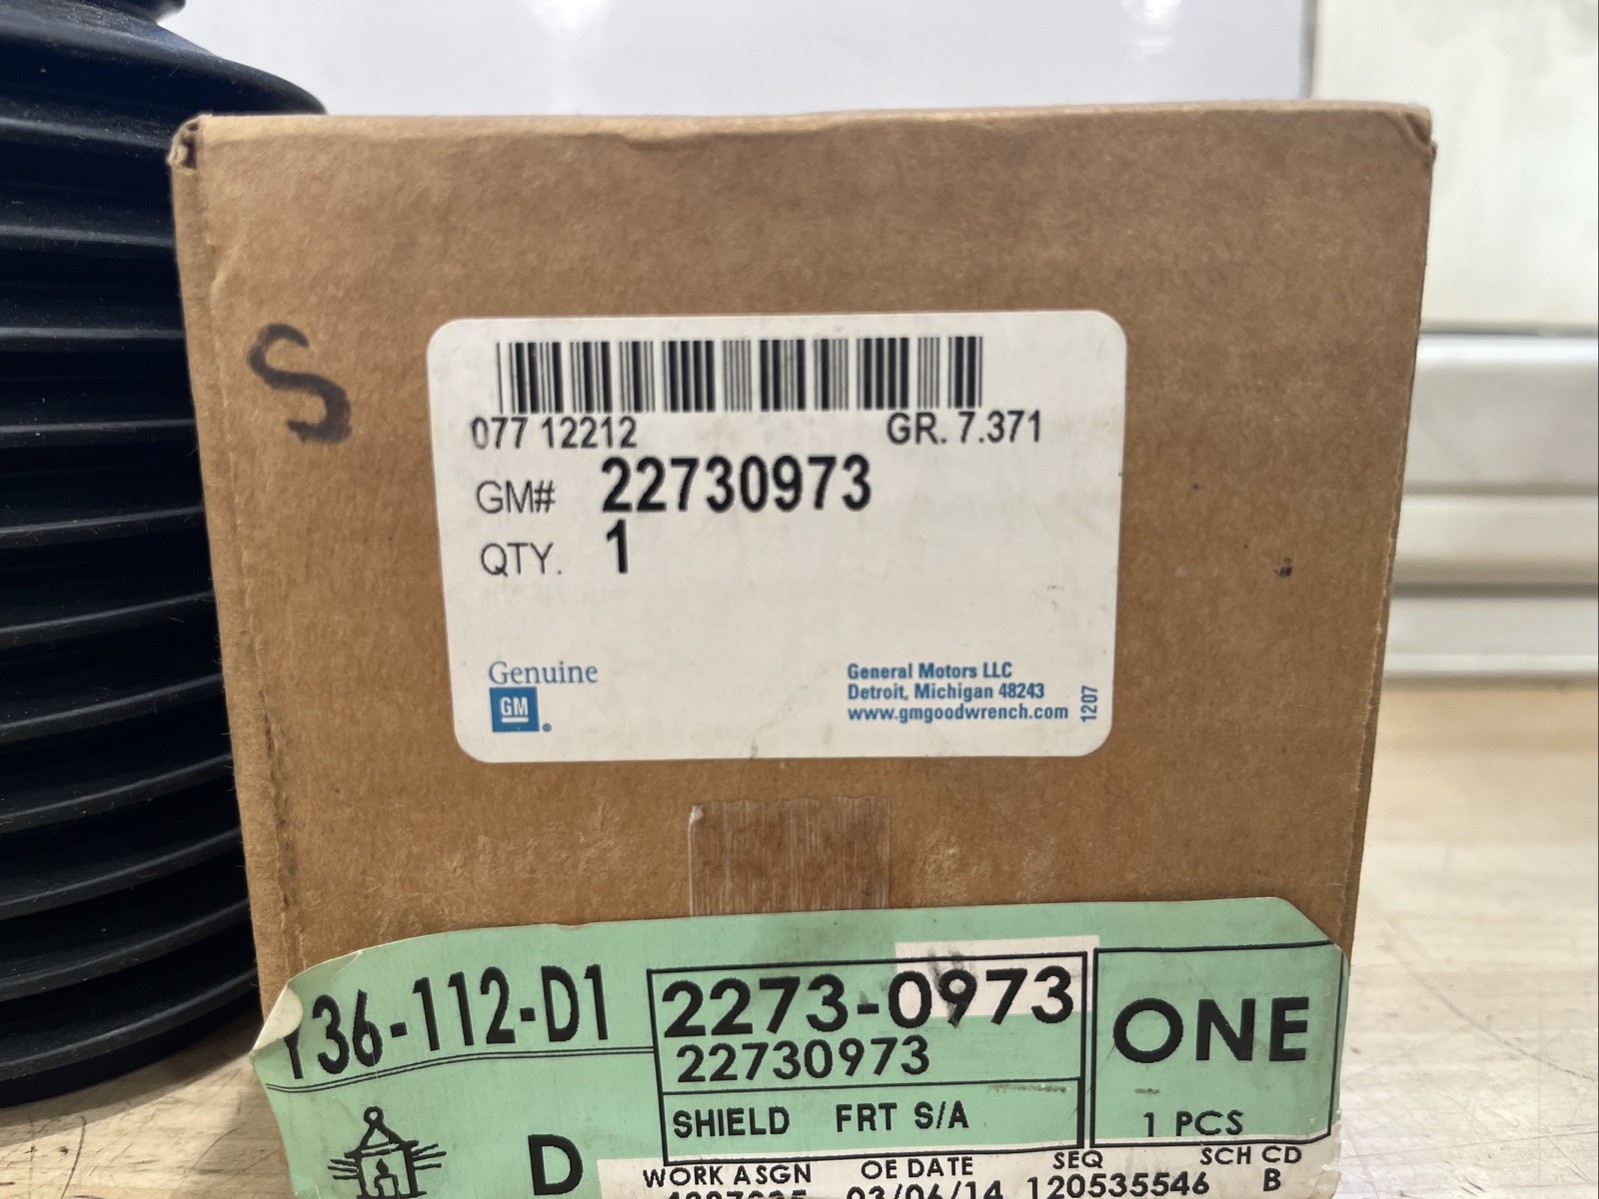 S
077 12212 GR. 7.371
GM# 22730973
QTY. 1
Genuine
GM
General Motors LLC
Detroit, Michigan 48243
www.gmgoodwrench.com
1207
Y36-112-D1
2273-0973
22730973
SHIELD FRT S/A
ONE
1 PCS
D
WORK ASGN OE DATE SEQ SCH CD
03/06/14 120535546 B